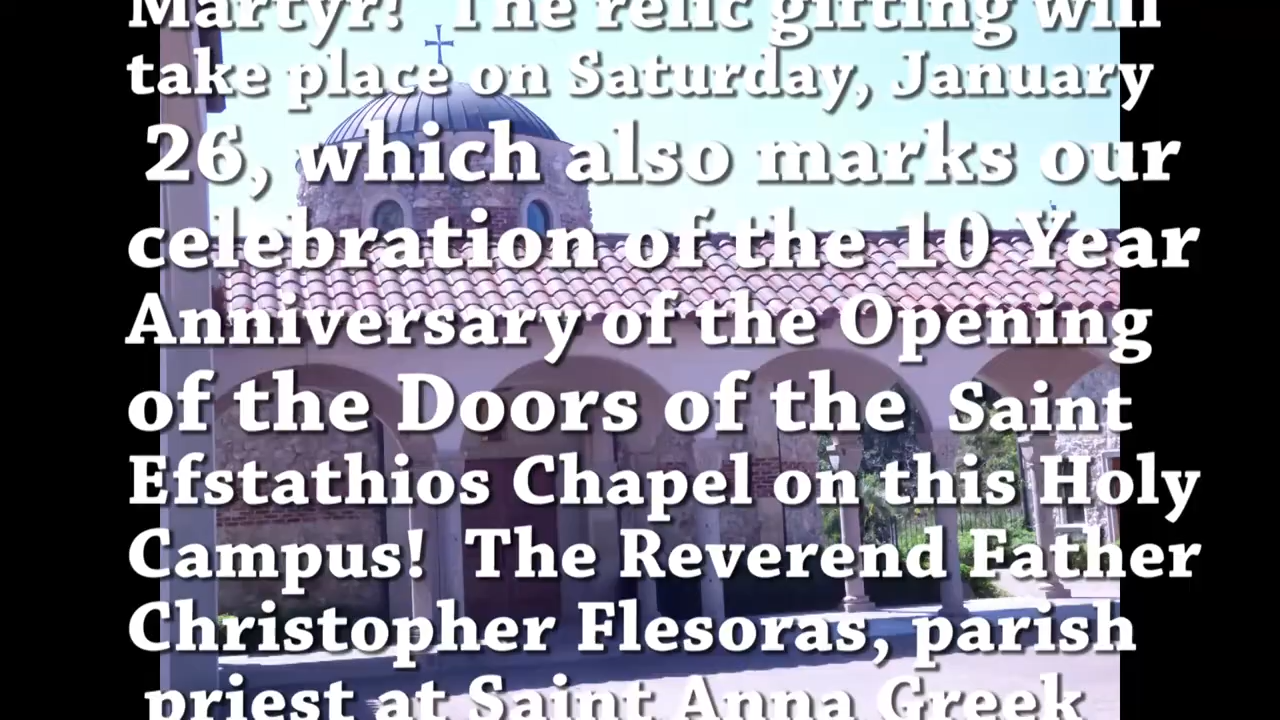 Martyr! The relic gifting will
take place on Saturday, January
26, which also marks our
celebration of the 10 Year
Anniversary of the Opening
of the Doors of the Saint
Efstathios Chapel on this Holy
Campus! The Reverend Father
Christopher Flesoras, parish
priest at Saint Anna Greek